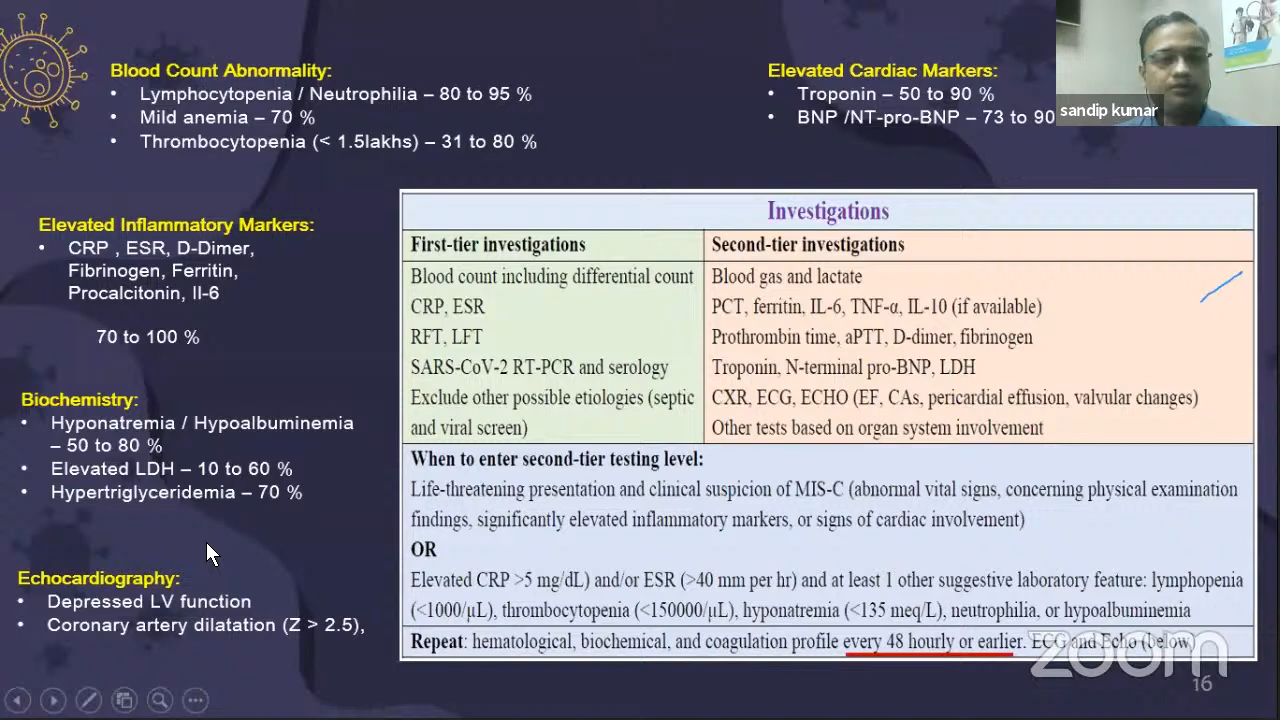 Blood Count Abnormality:
• Lymphocytopenia / Neutrophilia – 80 to 95 %
• Mild anemia – 70 %
• Thrombocytopenia (< 1.5lakhs) – 31 to 80 %
Elevated Cardiac Markers:
• Troponin – 50 to 90 %
• BNP /NT-pro-BNP – 73 to 90
sandip kumar
Elevated Inflammatory Markers:
• CRP , ESR, D-Dimer,
Fibrinogen, Ferritin,
Procalcitonin, Il-6
70 to 100 %
Biochemistry:
• Hyponatremia / Hypoalbuminemia
– 50 to 80 %
• Elevated LDH – 10 to 60 %
• Hypertriglyceridemia – 70 %
Echocardiography:
• Depressed LV function
• Coronary artery dilatation (Z > 2.5),
Investigations
First-tier investigations
Blood count including differential count
CRP, ESR
RFT, LFT
SARS-CoV-2 RT-PCR and serology
Exclude other possible etiologies (septic
and viral screen)
Second-tier investigations
Blood gas and lactate
PCT, ferritin, IL-6, TNF-α, IL-10 (if available)
Prothrombin time, aPTT, D-dimer, fibrinogen
Troponin, N-terminal pro-BNP, LDH
CXR, ECG, ECHO (EF, CAs, pericardial effusion, valvular changes)
Other tests based on organ system involvement
When to enter second-tier testing level:
Life-threatening presentation and clinical suspicion of MIS-C (abnormal vital signs, concerning physical examination
findings, significantly elevated inflammatory markers, or signs of cardiac involvement)
OR
Elevated CRP >5 mg/dL) and/or ESR (>40 mm per hr) and at least 1 other suggestive laboratory feature: lymphopenia
(<1000/µL), thrombocytopenia (<150000/µL), hyponatremia (<135 meq/L), neutrophilia, or hypoalbuminemia
Repeat: hematological, biochemical, and coagulation profile every 48 hourly or earlier. ECG and Echo (below)
zoom
16